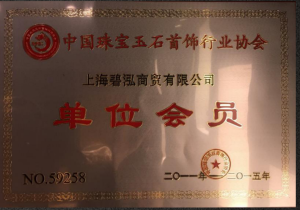 中国珠宝玉石首饰行业协会
上海碧泓商贸有限公司
单位会员
NO.59258
二〇一一年—二〇一五年